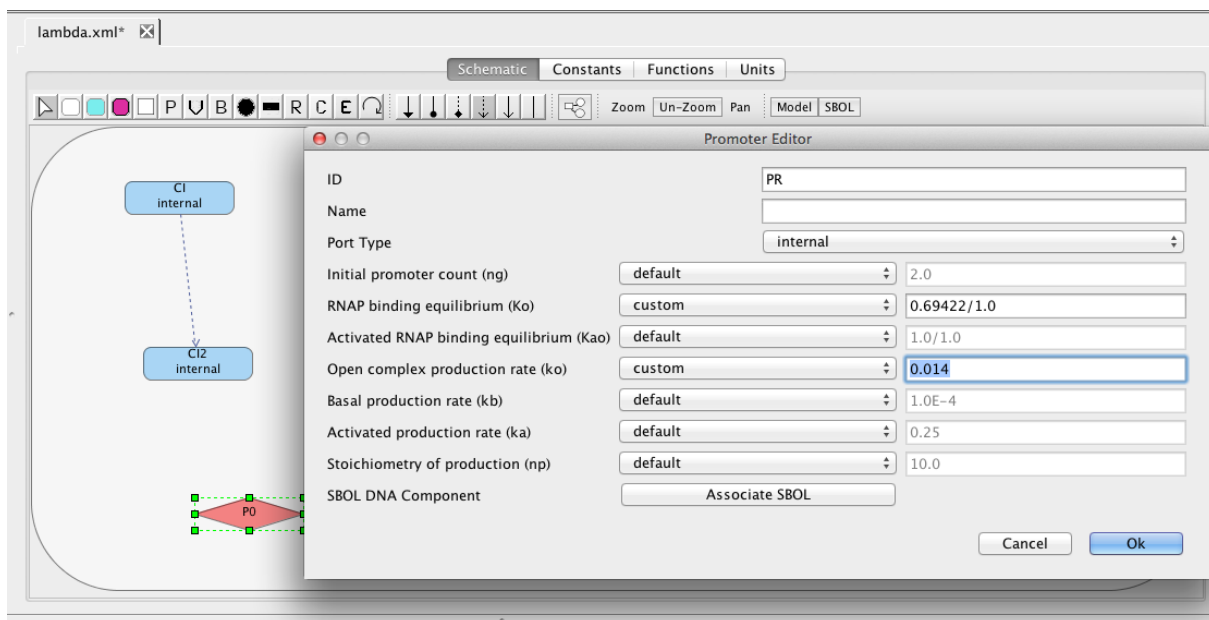 lambda.xml*
Schematic Constants Functions Units
P V B R C E Zoom Un-Zoom Pan Model SBOL
Promoter Editor
CI
internal
CI2
internal
P0
ID PR
Name
Port Type internal
Initial promoter count (ng) default 2.0
RNAP binding equilibrium (Ko) custom 0.69422/1.0
Activated RNAP binding equilibrium (Kao) default 1.0/1.0
Open complex production rate (ko) custom 0.014
Basal production rate (kb) default 1.0E-4
Activated production rate (ka) default 0.25
Stoichiometry of production (np) default 10.0
SBOL DNA Component Associate SBOL
Cancel Ok